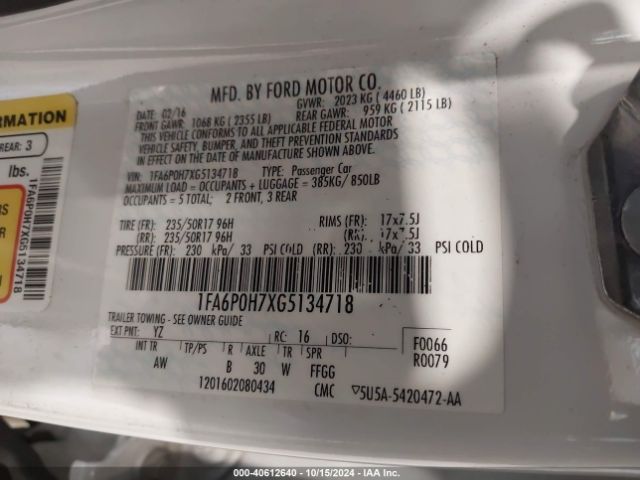 MFD. BY FORD MOTOR CO.
DATE: 02/16 GVWR: 2023 KG ( 4460 LB)
FRONT GAWR: 1068 KG ( 2355 LB) REAR GAWR: 959 KG ( 2115 LB)
THIS VEHICLE CONFORMS TO ALL APPLICABLE FEDERAL MOTOR
VEHICLE SAFETY, BUMPER, AND THEFT PREVENTION STANDARDS
IN EFFECT ON THE DATE OF MANUFACTURE SHOWN ABOVE.
VIN: 1FA6P0H7XG5134718 TYPE: Passenger Car
MAXIMUM LOAD = OCCUPANTS + LUGGAGE = 385KG/ 850LB
OCCUPANTS = 5 TOTAL; 2 FRONT, 3 REAR
TIRE (FR): 235/50R17 96H RIMS (FR): 17x7.5J
(RR): 235/50R17 96H (RR): 17x7.5J
PRESSURE (FR): 230 kPa/ 33 PSI COLD (RR): 230 kPa/ 33 PSI COLD
1FA6P0H7XG5134718
TRAILER TOWING - SEE OWNER GUIDE
EXT PNT: YZ RC: 16 DSO: F0066
R0079
INT TR TP/PS R AXLE TR SPR
AW B 30 W FFGG
1201602080434 CMC ▽5U5A-5420472-AA
RMATION
REAR: 3
lbs.
1FA6P0H7XG5134718
000-40612640 - 10/15/2024 - IAA Inc.